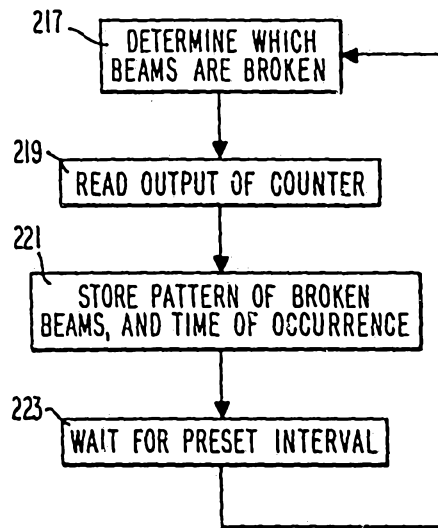 217
DETERMINE WHICH
BEAMS ARE BROKEN
219
READ OUTPUT OF COUNTER
221
STORE PATTERN OF BROKEN
BEAMS, AND TIME OF OCCURRENCE
223
WAIT FOR PRESET INTERVAL